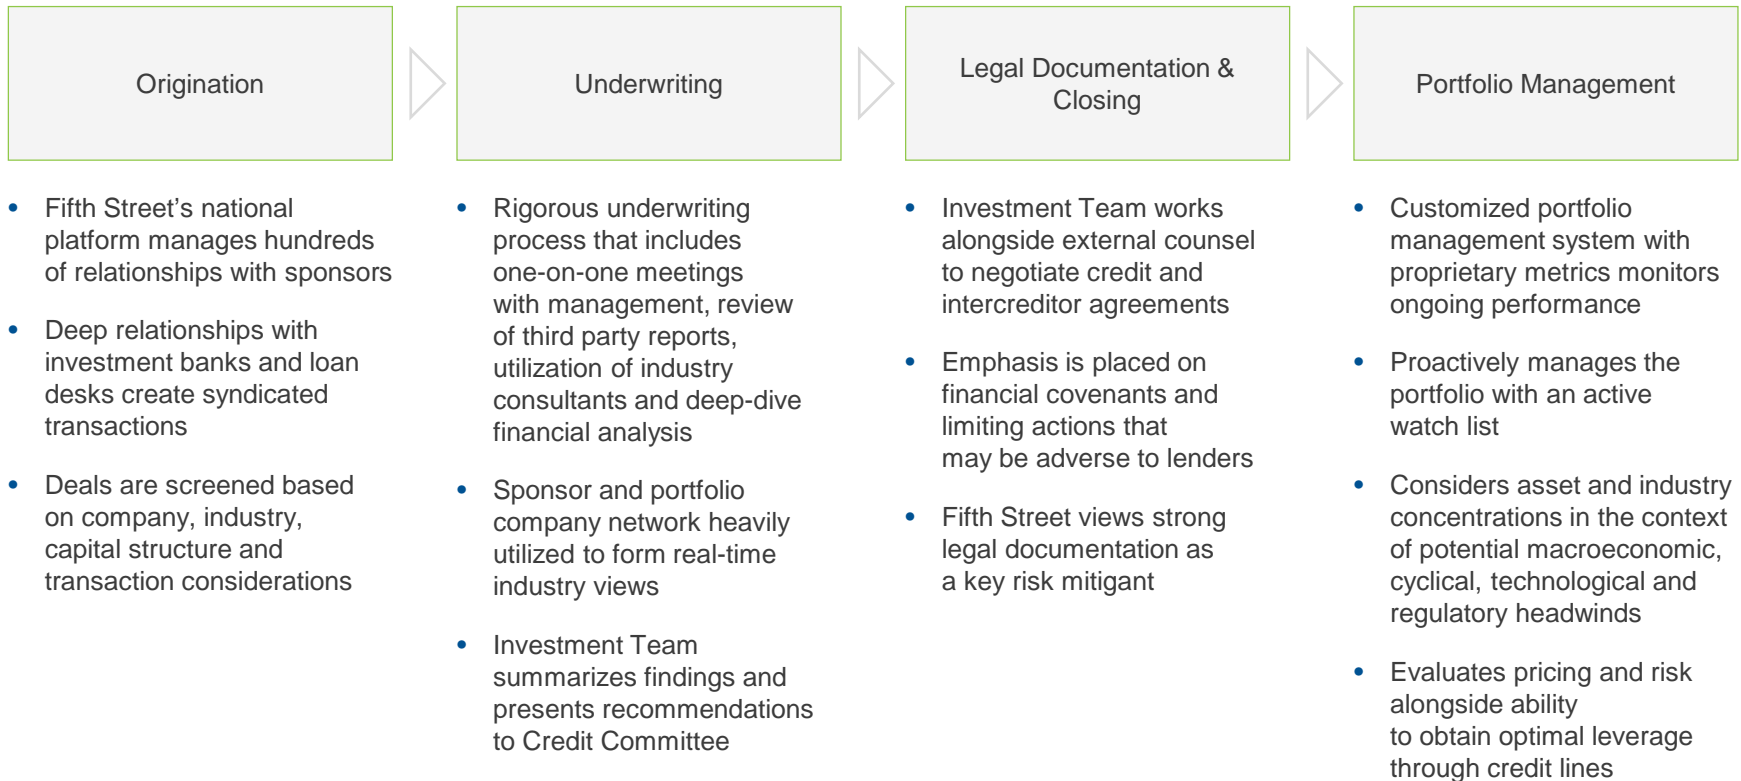 Origination
Underwriting
Legal Documentation &
Closing
Portfolio Management
• Fifth Street's national
platform manages hundreds
of relationships with sponsors
• Deep relationships with
investment banks and loan
desks create syndicated
transactions
• Deals are screened based
on company, industry,
capital structure and
transaction considerations
• Rigorous underwriting
process that includes
one-on-one meetings
with management, review
of third party reports,
utilization of industry
consultants and deep-dive
financial analysis
• Sponsor and portfolio
company network heavily
utilized to form real-time
industry views
• Investment Team
summarizes findings and
presents recommendations
to Credit Committee
• Investment Team works
alongside external counsel
to negotiate credit and
intercreditor agreements
• Emphasis is placed on
financial covenants and
limiting actions that
may be adverse to lenders
• Fifth Street views strong
legal documentation as
a key risk mitigant
• Customized portfolio
management system with
proprietary metrics monitors
ongoing performance
• Proactively manages the
portfolio with an active
watch list
• Considers asset and industry
concentrations in the context
of potential macroeconomic,
cyclical, technological and
regulatory headwinds
• Evaluates pricing and risk
alongside ability
to obtain optimal leverage
through credit lines